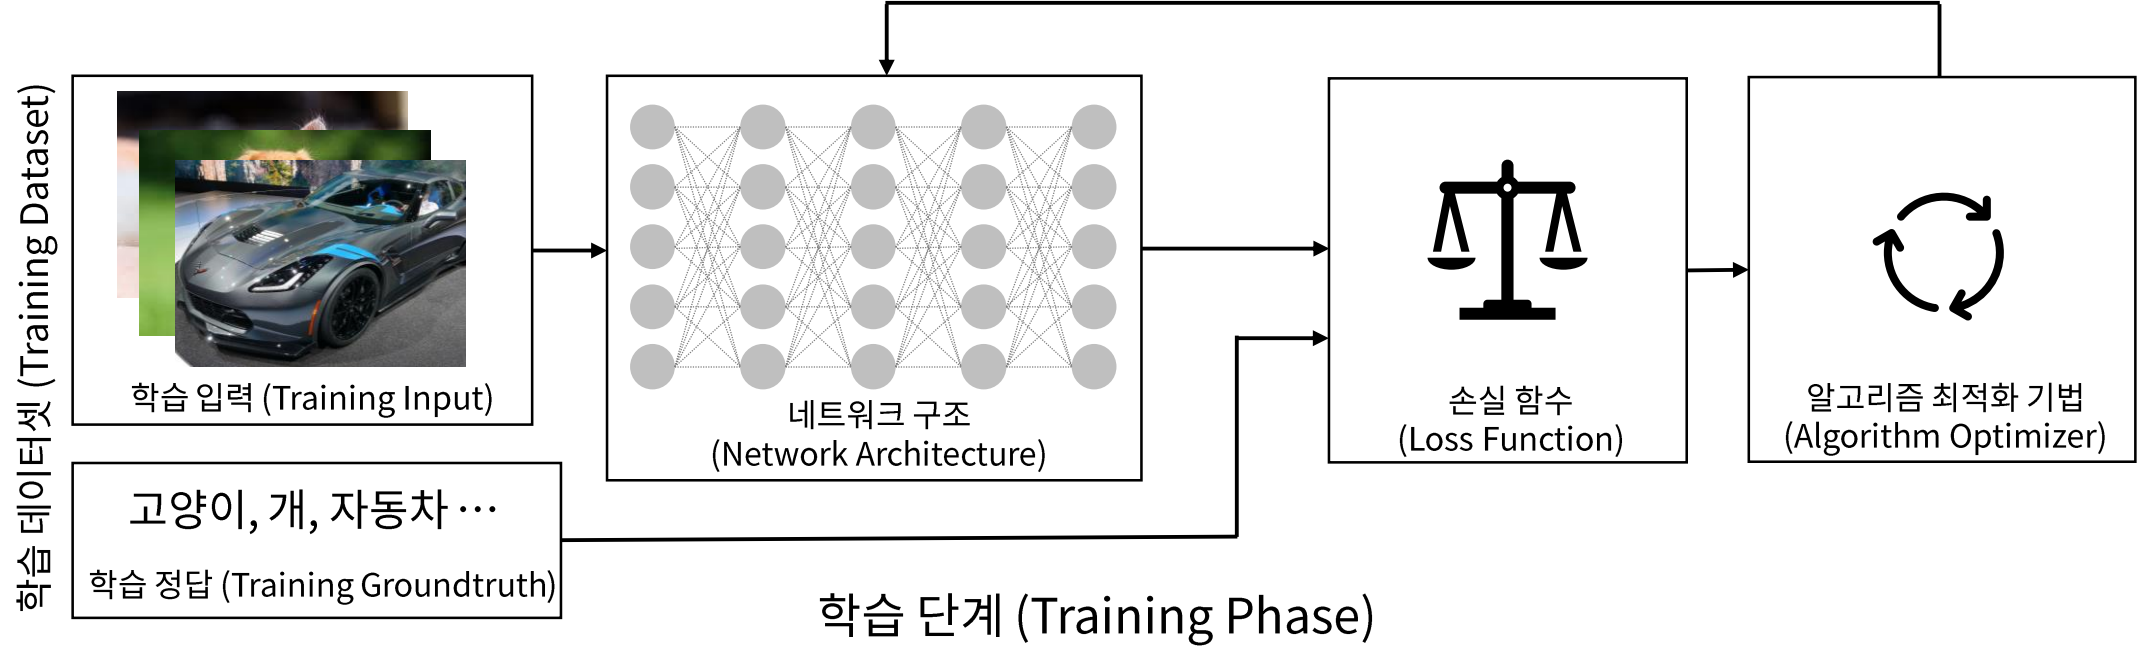 학습 데이터셋 (Training Dataset)
학습 입력 (Training Input)
고양이, 개, 자동차 …
학습 정답 (Training Groundtruth)
네트워크 구조
(Network Architecture)
손실 함수
(Loss Function)
알고리즘 최적화 기법
(Algorithm Optimizer)
학습 단계 (Training Phase)